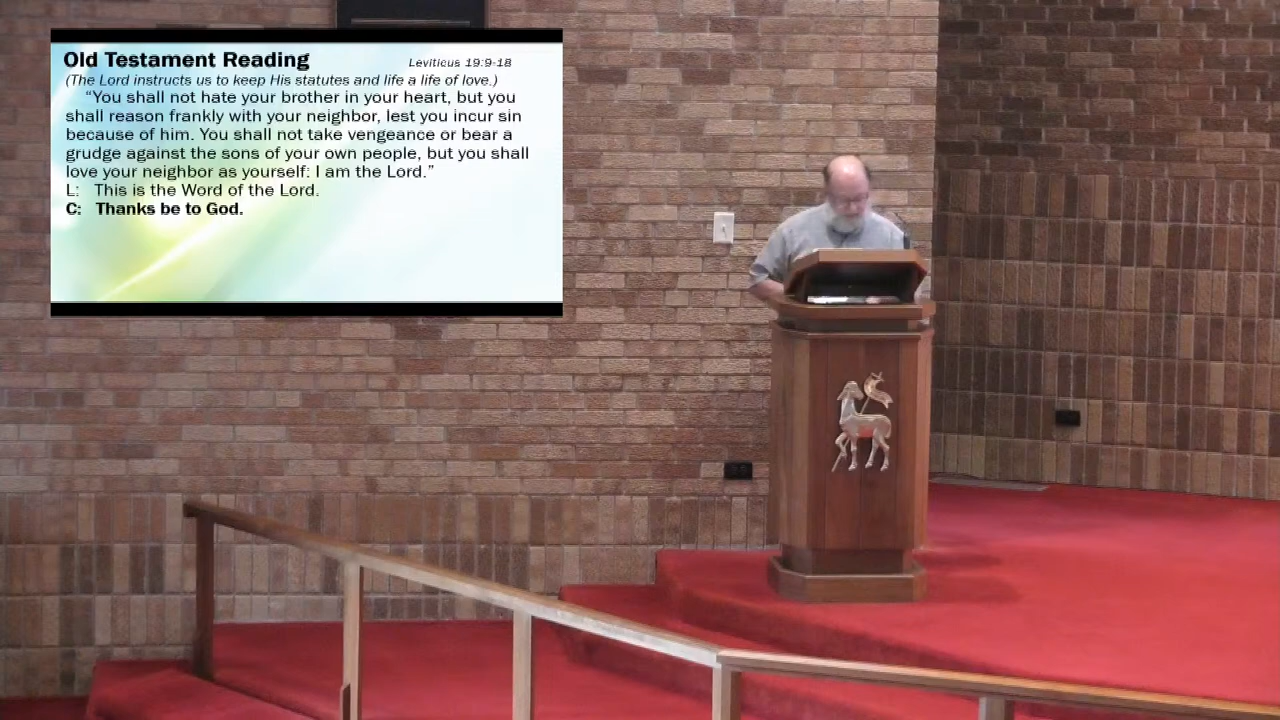 Old Testament Reading Leviticus 19:9-18
(The Lord instructs us to keep His statutes and life a life of love.)
“You shall not hate your brother in your heart, but you
shall reason frankly with your neighbor, lest you incur sin
because of him. You shall not take vengeance or bear a
grudge against the sons of your own people, but you shall
love your neighbor as yourself: I am the Lord.”
L: This is the Word of the Lord.
C: Thanks be to God.